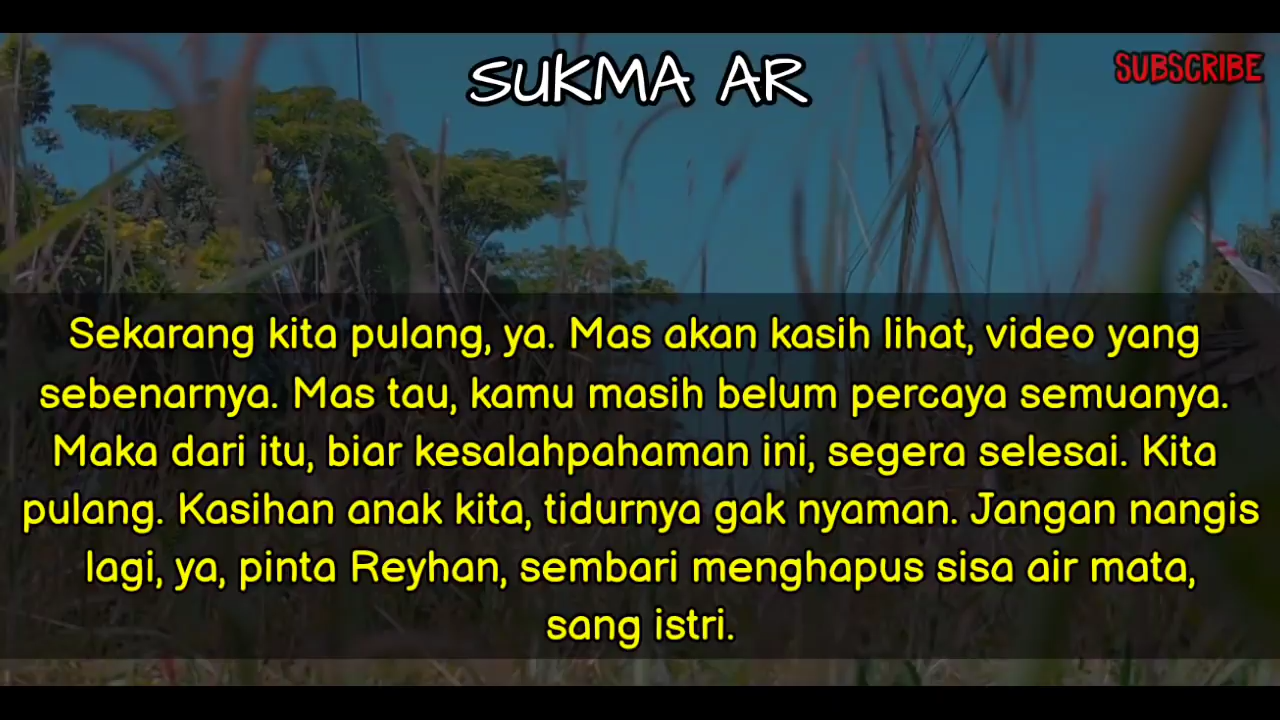 SUKMA AR
SUBSCRIBE
Sekarang kita pulang, ya. Mas akan kasih lihat, video yang
sebenarnya. Mas tau, kamu masih belum percaya semuanya.
Maka dari itu, biar kesalahpahaman ini, segera selesai. Kita
pulang. Kasihan anak kita, tidurnya gak nyaman. Jangan nangis
lagi, ya, pinta Reyhan, sembari menghapus sisa air mata,
sang istri.